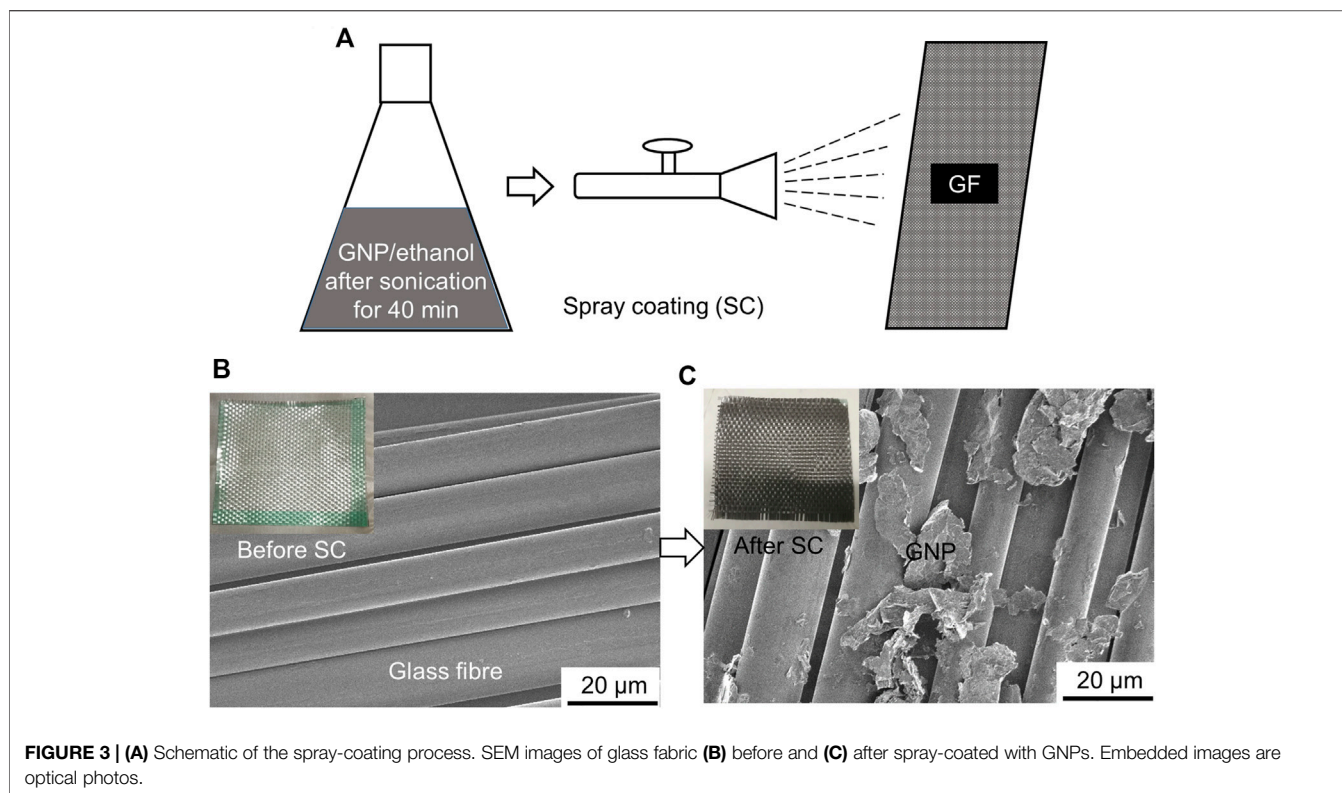 A
GNP/ethanol
after sonication
for 40 min
Spray coating (SC)
GF
B
Before SC
Glass fibre
20 µm
C
After SC
GNP
20 µm
FIGURE 3 | (A) Schematic of the spray-coating process. SEM images of glass fabric (B) before and (C) after spray-coated with GNPs. Embedded images are
optical photos.